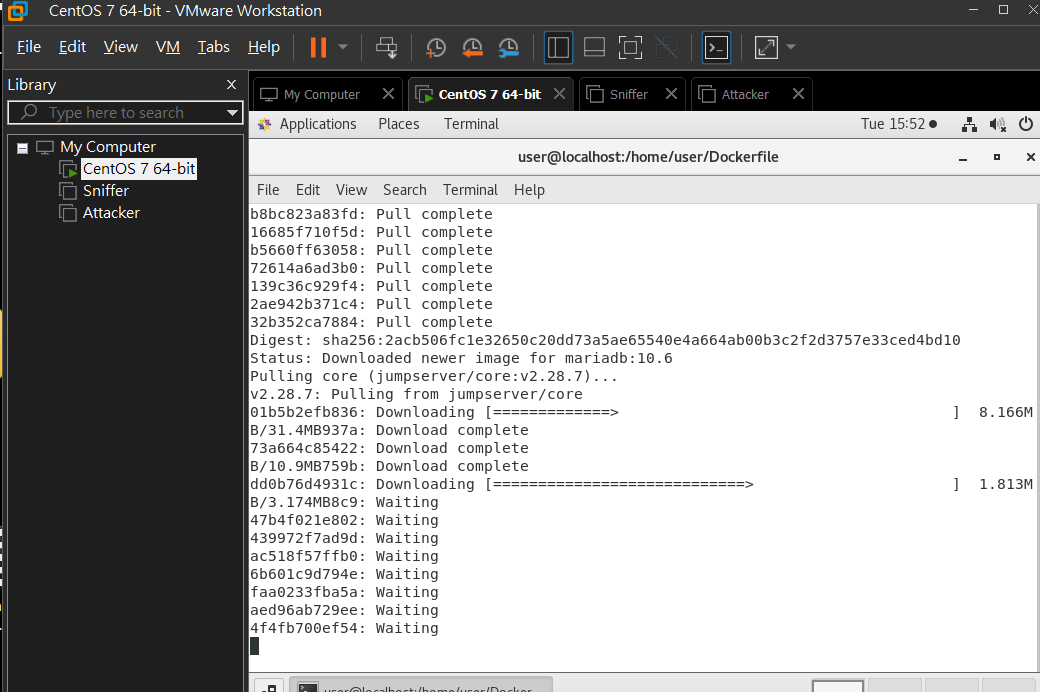 CentOS 7 64-bit - VMware Workstation
File Edit View VM Tabs Help
Library X
Type here to search
My Computer
CentOS 7 64-bit
Sniffer
Attacker
My Computer CentOS 7 64-bit Sniffer Attacker
Applications Places Terminal Tue 15:52
user@localhost:/home/user/Dockerfile
File Edit View Search Terminal Help
b8bc823a83fd: Pull complete
16685f710f5d: Pull complete
b5660ff63058: Pull complete
72614a6ad3b0: Pull complete
139c36c929f4: Pull complete
2ae942b371c4: Pull complete
32b352ca7884: Pull complete
Digest: sha256:2acb506fc1e32650c20dd73a5ae65540e4a664ab00b3c2f2d3757e33ced4bd10
Status: Downloaded newer image for mariadb:10.6
Pulling core (jumpserver/core:v2.28.7)...
v2.28.7: Pulling from jumpserver/core
01b5b2efb836: Downloading [=============> ] 8.166M
B/31.4MB937a: Download complete
73a664c85422: Download complete
B/10.9MB759b: Download complete
dd0b76d4931c: Downloading [============================> ] 1.813M
B/3.174MB8c9: Waiting
47b4f021e802: Waiting
439972f7ad9d: Waiting
ac518f57ffb0: Waiting
6b601c9d794e: Waiting
faa0233fba5a: Waiting
aed96ab729ee: Waiting
4f4fb700ef54: Waiting
user@localhost:/home/user/Docker